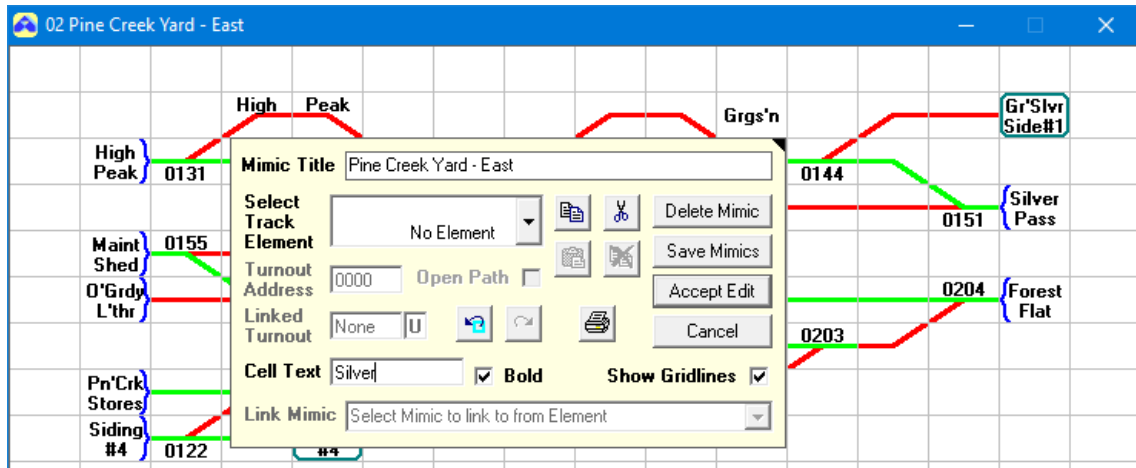 02 Pine Creek Yard - East
High Peak
Grgs'n
Gr'Slvr
Side#1
High
Peak
0131
0144
Silver
Pass
0151
Maint
Shed
0155
O'Grdy
L'thr
0204
Forest
Flat
0203
Pn'Crk
Stores
Siding
#4
0122
#4
Mimic Title
Pine Creek Yard - East
Select
Track
Element
No Element
Delete Mimic
Save Mimics
Turnout
Address
0000
Open Path
Accept Edit
Linked
Turnout
None
U
Cancel
Cell Text
Silver
Bold
Show Gridlines
Link Mimic
Select Mimic to link to from Element